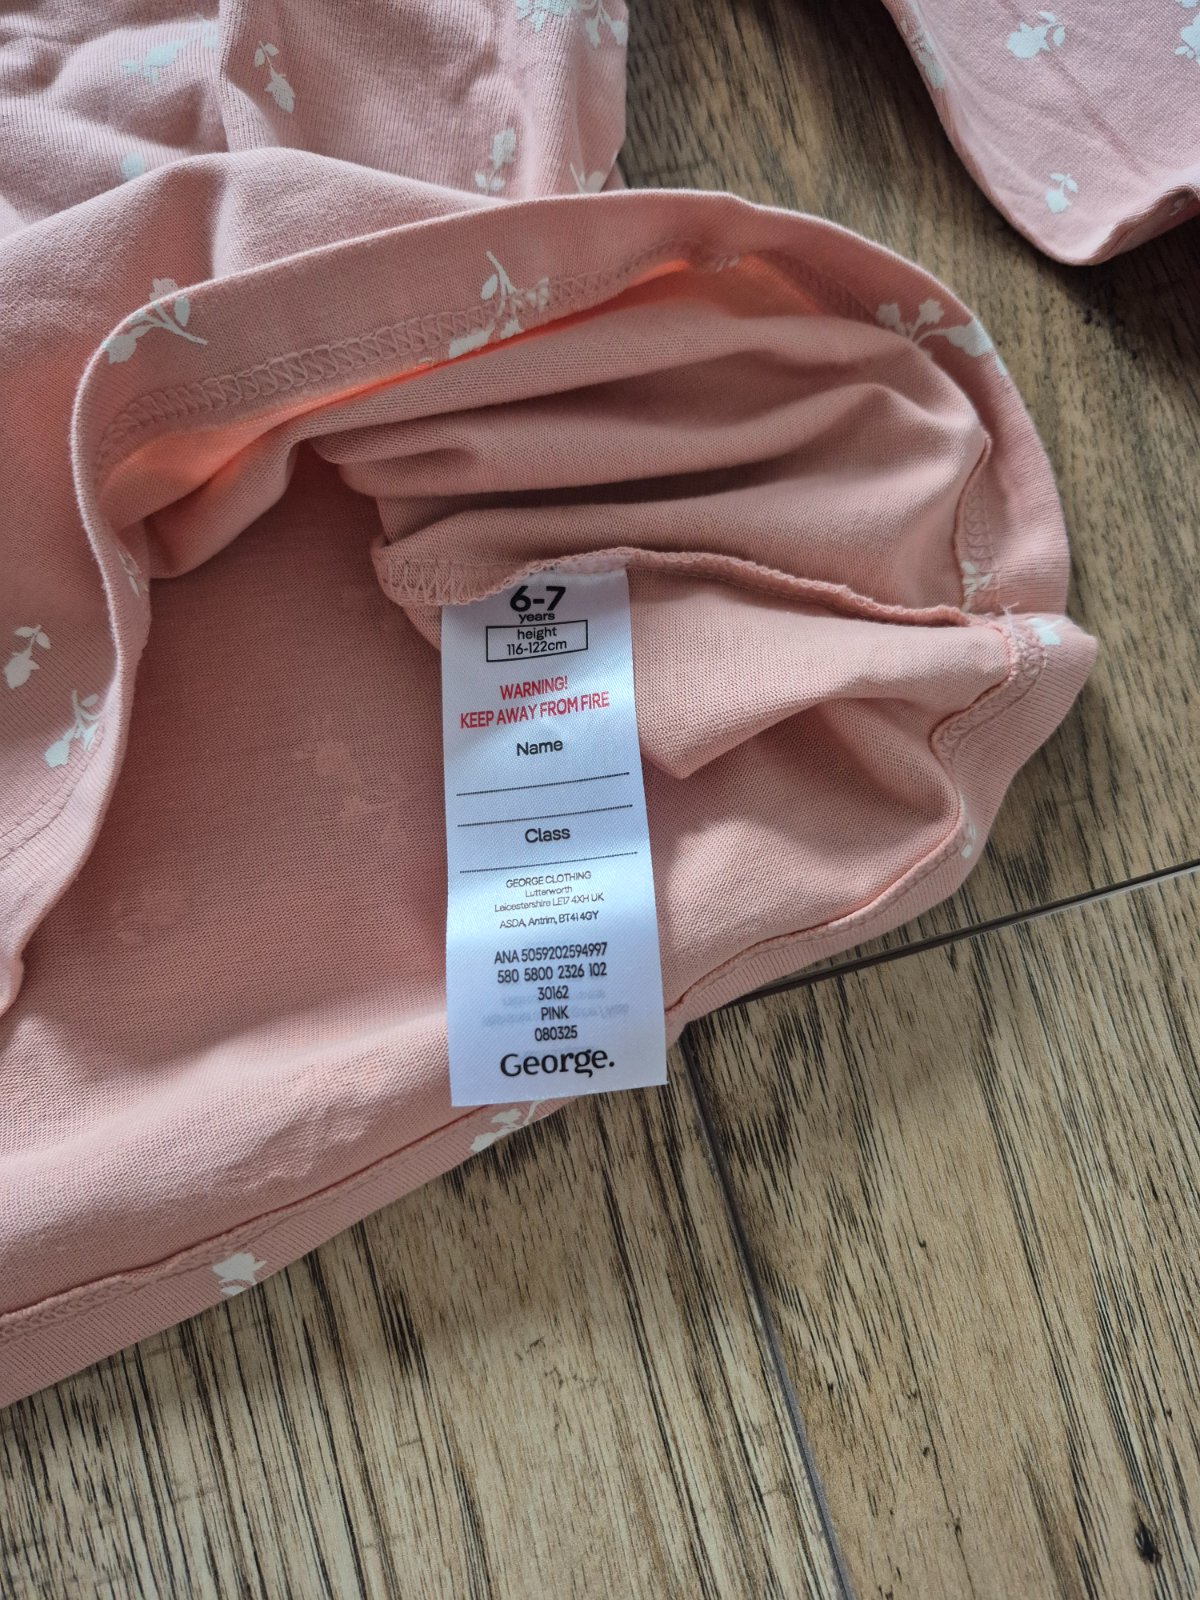 6-7
years
height
116-122cm
WARNING!
KEEP AWAY FROM FIRE
Name
Class
GEORGE CLOTHING
Lutterworth
Leicestershire LE17 4XH UK
ASDA, Antrim, BT41 4GY
ANA 5059202594997
580 5800 2326 102
30162
PINK
080325
George.